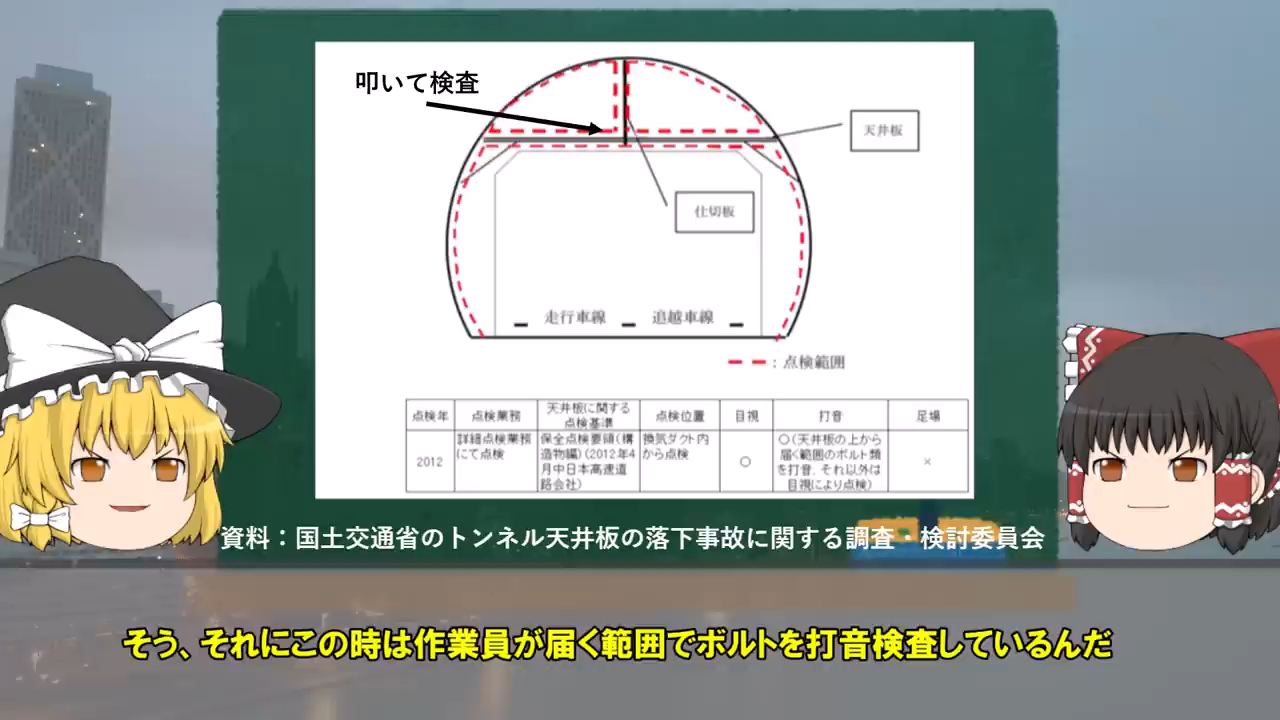 叩いて検査
天井板
仕切板
走行車線 追越車線
：点検範囲
点検年 点検業務 天井板に関する点検基準 点検位置 目視 打音 足場
2012 詳細点検業務にて点検 保全点検要領(構造物編)(2012年4月中日本高速道路会社) 換気ダクト内から点検 ○ ○(天井板の上から届く範囲のボルト類を打音、それ以外は目視により点検) ×
資料：国土交通省のトンネル天井板の落下事故に関する調査・検討委員会
そう、それにこの時は作業員が届く範囲でボルトを打音検査しているんだ